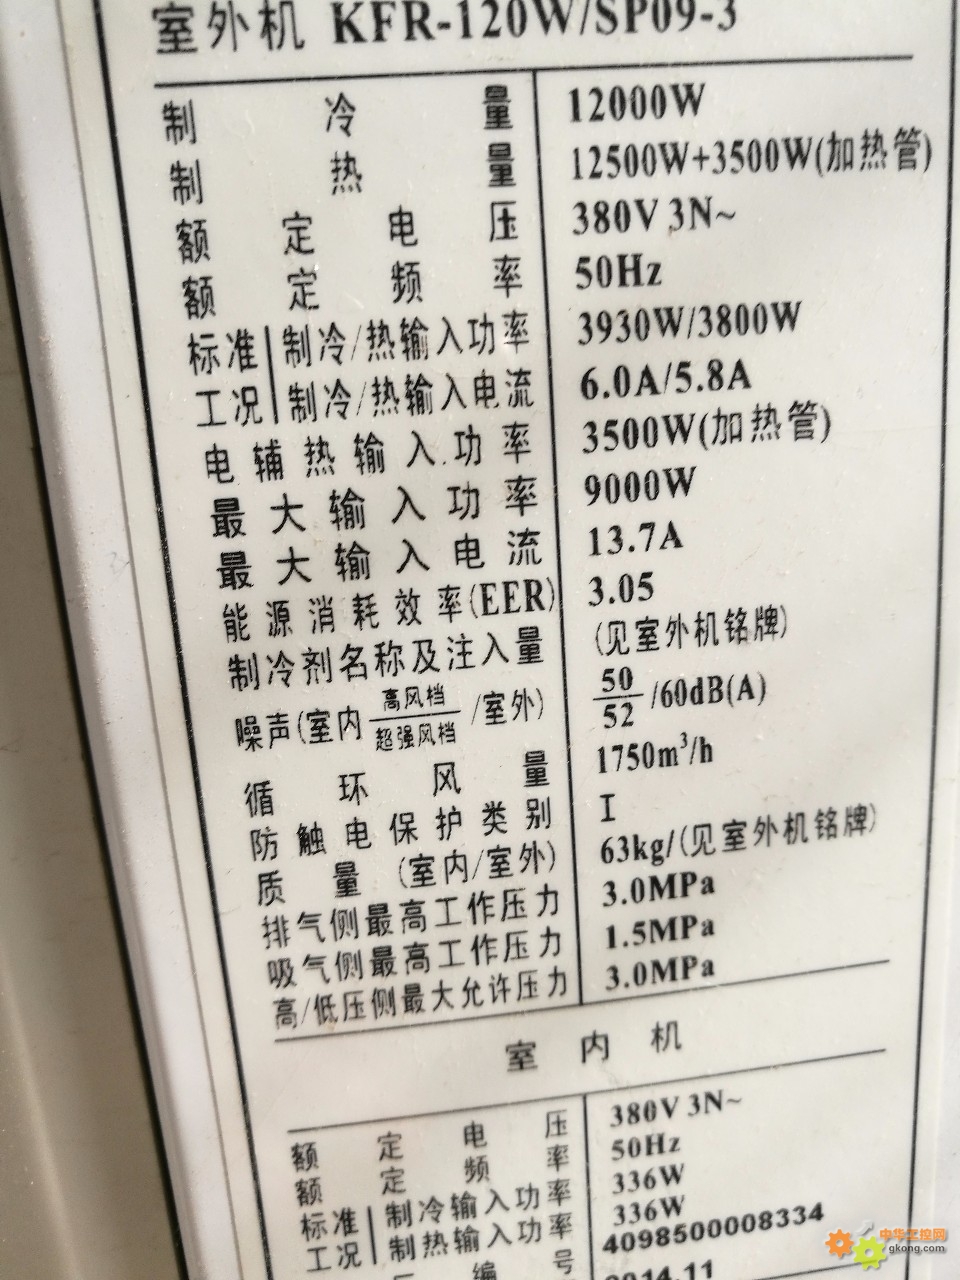 室外机 KFR-120W/SP09-3
制冷量 12000W
制热量 12500W+3500W(加热管)
额定电压 380V 3N~
额定频率 50Hz
标准 制冷/热输入功率 3930W/3800W
工况 制冷/热输入电流 6.0A/5.8A
电辅热输入功率 3500W(加热管)
最大输入功率 9000W
最大输入电流 13.7A
能源消耗效率(EER) 3.05
制冷剂名称及注入量 (见室外机铭牌)
噪声(室内 高风档/超强风档 /室外) 50/52 /60dB(A)
循环风量 1750m³/h
防触电保护类别 I
质量(室内/室外) 63kg/(见室外机铭牌)
排气侧最高工作压力 3.0MPa
吸气侧最高工作压力 1.5MPa
高/低压侧最大允许压力 3.0MPa
室内机
额定电压 380V 3N~
额定频率 50Hz
标准 制冷输入功率 336W
工况 制热输入功率 336W
编号 4098500008334
2014.11
中华工控网
gkong.com